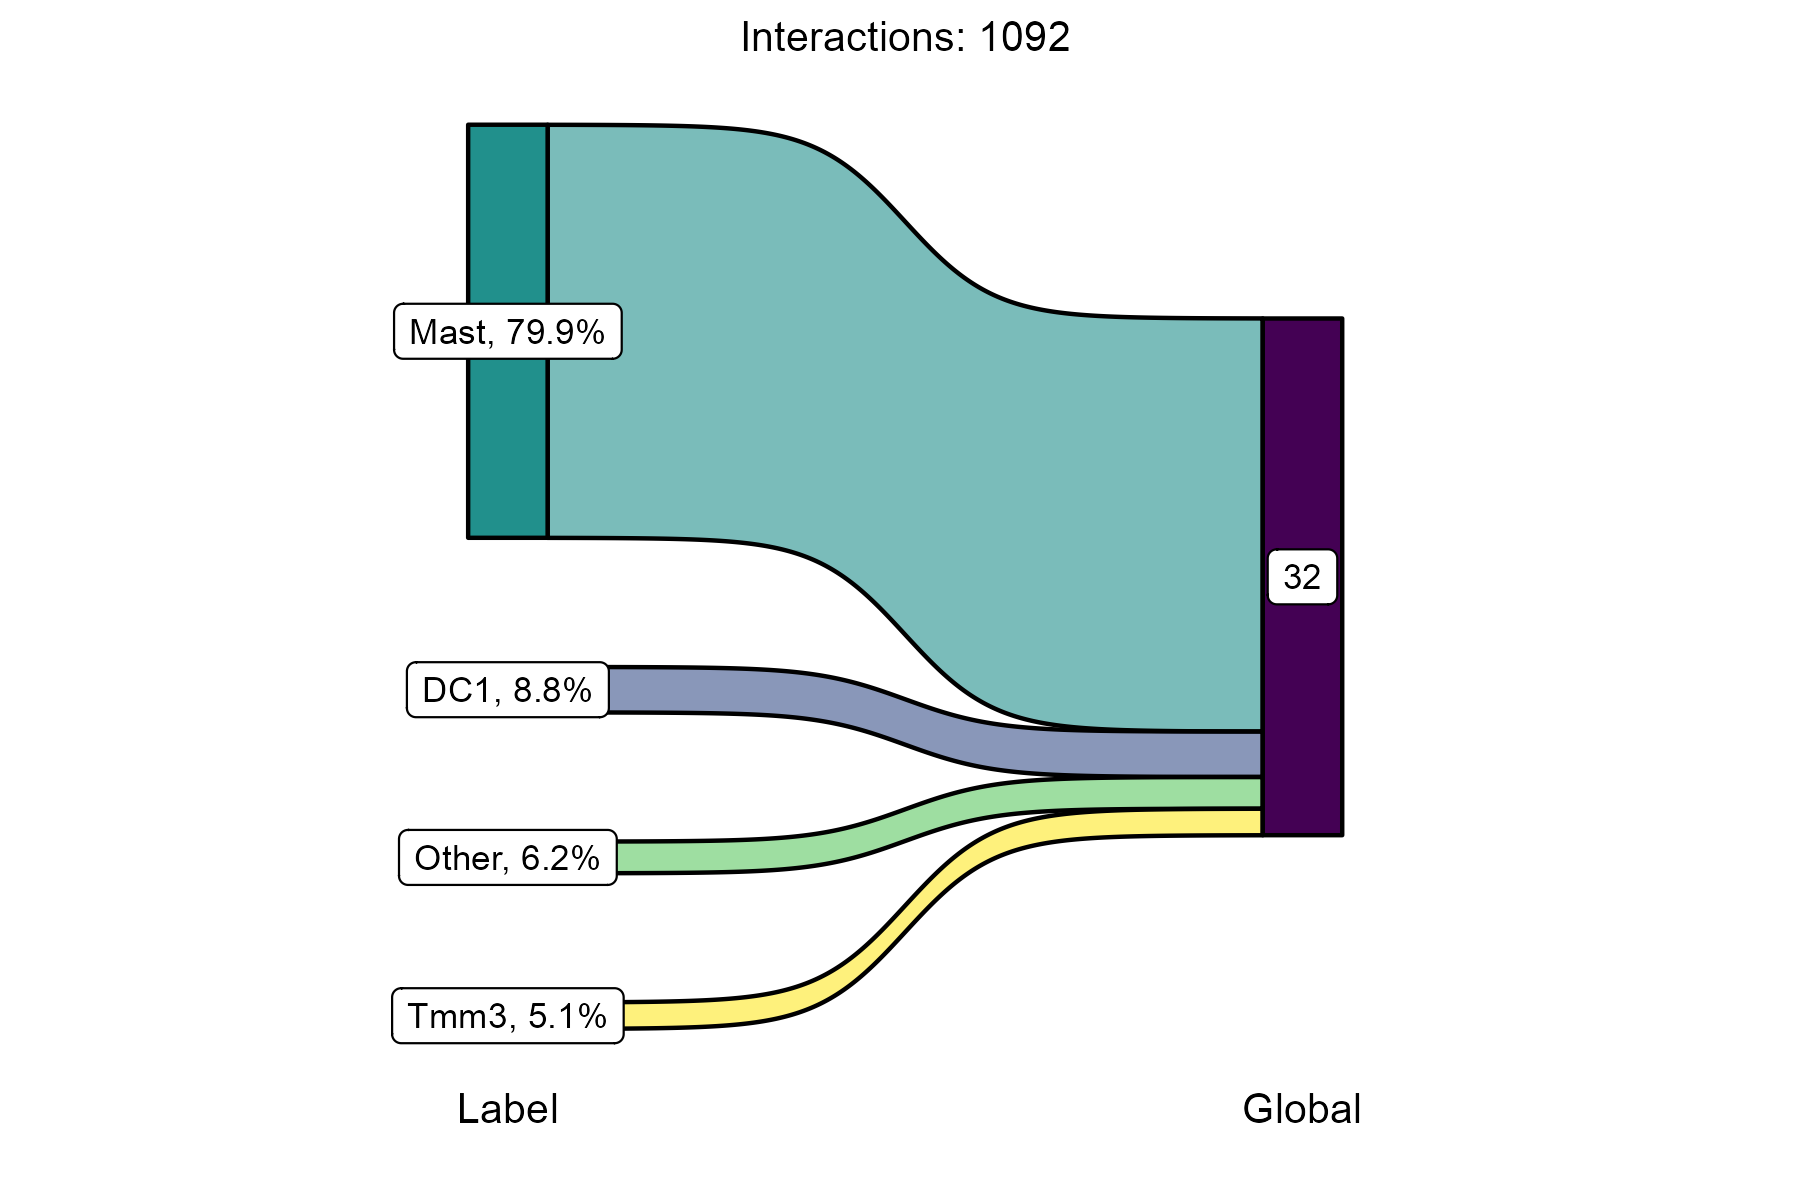 Interactions: 1092
Mast, 79.9%
32
DC1, 8.8%
Other, 6.2%
Tmm3, 5.1%
Label
Global